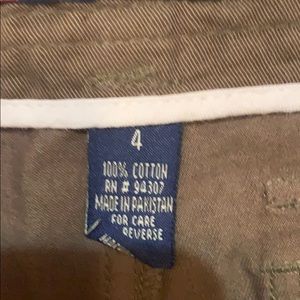 4
100% COTTON
RN # 94307
MADE IN PAKISTAN
FOR CARE
REVERSE